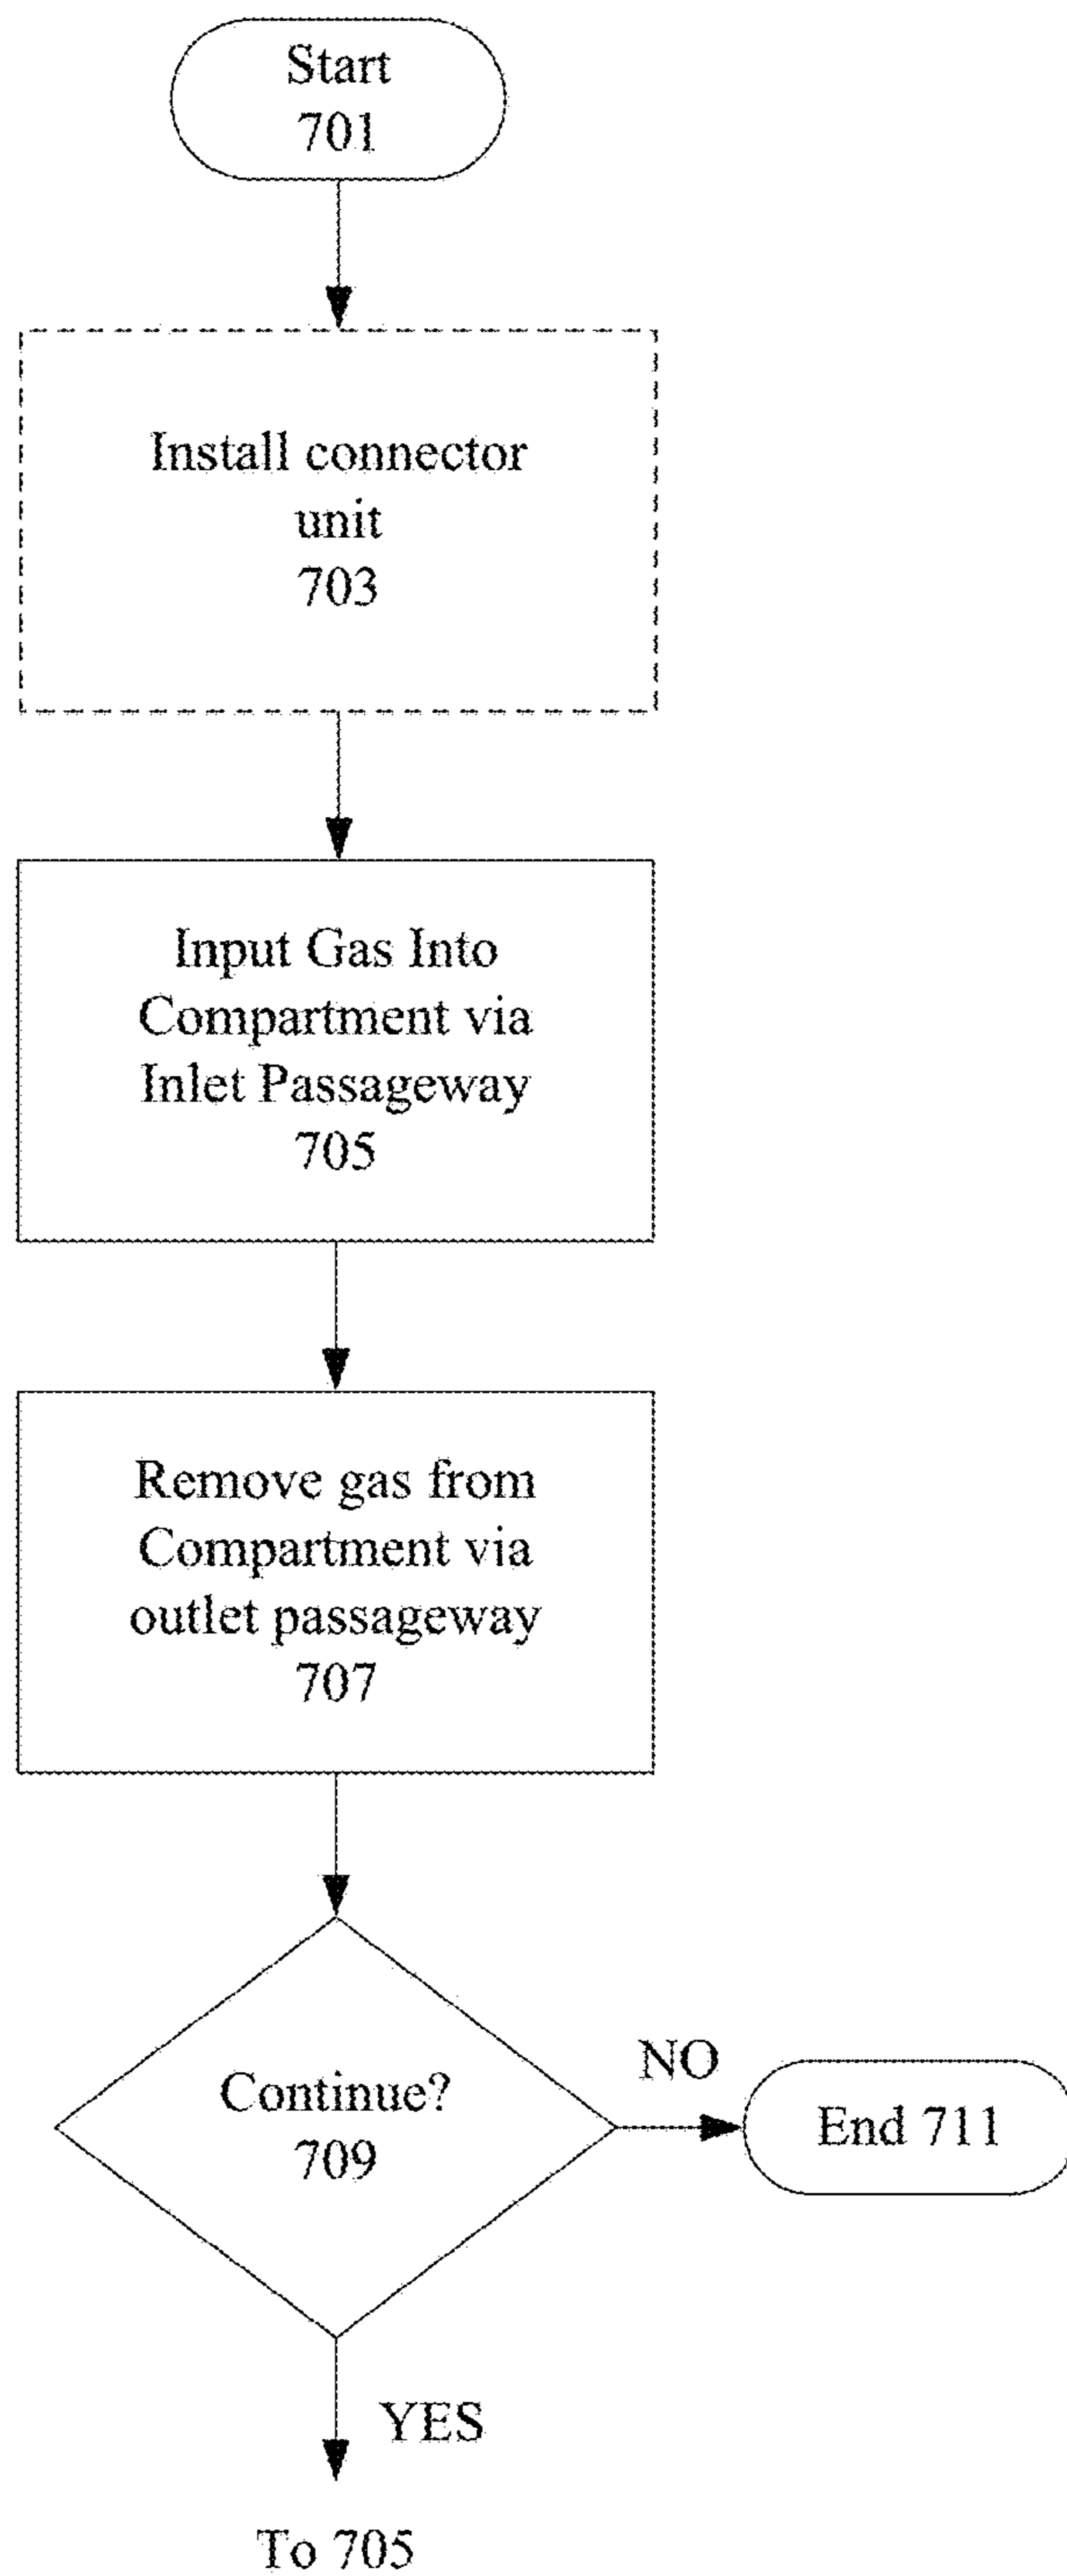 Start
701
Install connector
unit
703
Input Gas Into
Compartment via
Inlet Passageway
705
Remove gas from
Compartment via
outlet passageway
707
Continue?
709
NO
End 711
YES
To 705